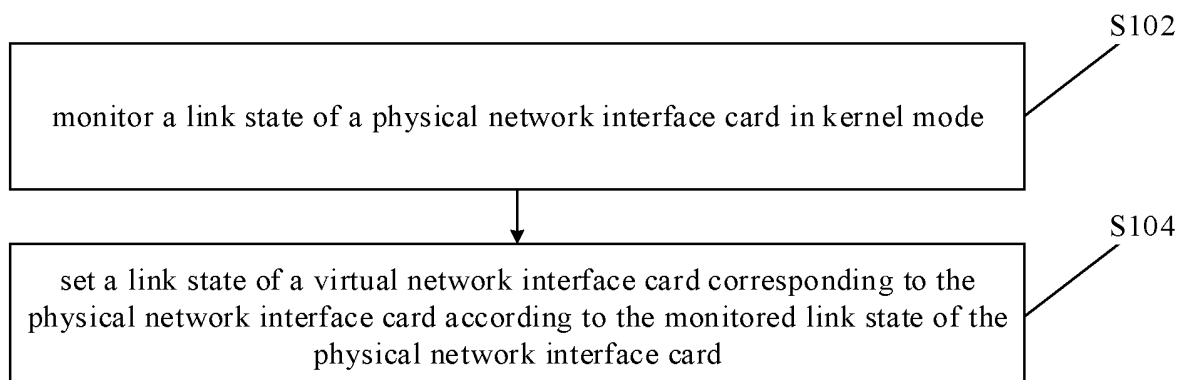 S102
monitor a link state of a physical network interface card in kernel mode
S104
set a link state of a virtual network interface card corresponding to the
physical network interface card according to the monitored link state of the
physical network interface card